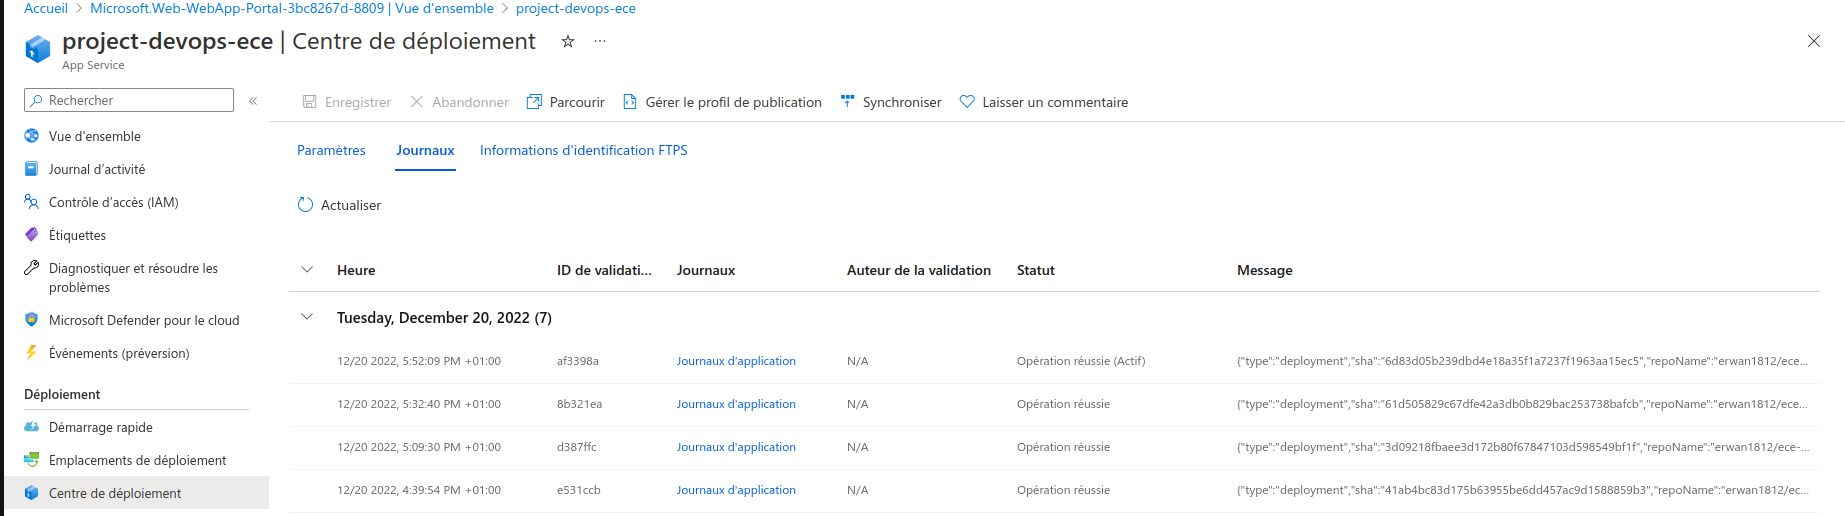 Accueil > Microsoft.Web-WebApp-Portal-3bc8267d-8809 | Vue d'ensemble > project-devops-ece
project-devops-ece | Centre de déploiement
App Service
Rechercher
Enregistrer Abandonner Parcourir Gérer le profil de publication Synchroniser Laisser un commentaire
Vue d'ensemble
Journal d’activité
Contrôle d’accès (IAM)
Étiquettes
Diagnostiquer et résoudre les
problèmes
Microsoft Defender pour le cloud
Événements (préversion)
Déploiement
Démarrage rapide
Emplacements de déploiement
Centre de déploiement
Paramètres Journaux Informations d'identification FTPS
Actualiser
Heure ID de validati... Journaux Auteur de la validation Statut Message
Tuesday, December 20, 2022 (7)
12/20 2022, 5:52:09 PM +01:00 af3398a Journaux d'application N/A Opération réussie (Actif) {"type":"deployment","sha":"6d83d05b239dbd4e18a35f1a7237f1963aa15ec5","repoName":"erwan1812/ece...
12/20 2022, 5:32:40 PM +01:00 8b321ea Journaux d'application N/A Opération réussie {"type":"deployment","sha":"61d505829c67dfe42a3db0b829bac253738bafcb","repoName":"erwan1812/ece...
12/20 2022, 5:09:30 PM +01:00 d387ffc Journaux d'application N/A Opération réussie {"type":"deployment","sha":"3d09218fbaee3d172b80f67847103d598549bf1f","repoName":"erwan1812/ece-...
12/20 2022, 4:39:54 PM +01:00 e531ccb Journaux d'application N/A Opération réussie {"type":"deployment","sha":"41ab4bc83d175b63955be6dd457ac9d1588859b3","repoName":"erwan1812/ec...